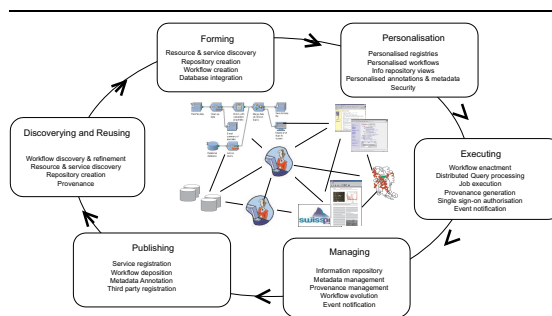 Forming
Resource & service discovery
Repository creation
Workflow creation
Database integration
Personalisation
Personalised registries
Personalised workflows
Info repository views
Personalised annotations & metadata
Security
Executing
Workflow enactment
Distributed Query processing
Job execution
Provenance generation
Single sign-on authorisation
Event notification
Managing
Information repository
Metadata management
Provenance management
Workflow evolution
Event notification
Publishing
Service registration
Workflow deposition
Metadata Annotation
Third party registration
Discoverying and Reusing
Workflow discovery & refinement
Resource & service discovery
Repository creation
Provenance